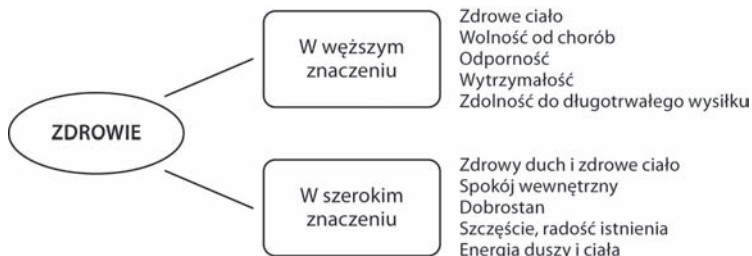 ZDROWIE
W węższym
znaczeniu
Zdrowe ciało
Wolność od chorób
Odporność
Wytrzymałość
Zdolność do długotrwałego wysiłku
W szerokim
znaczeniu
Zdrowy duch i zdrowe ciało
Spokój wewnętrzny
Dobrostan
Szczęście, radość istnienia
Energia duszy i ciała